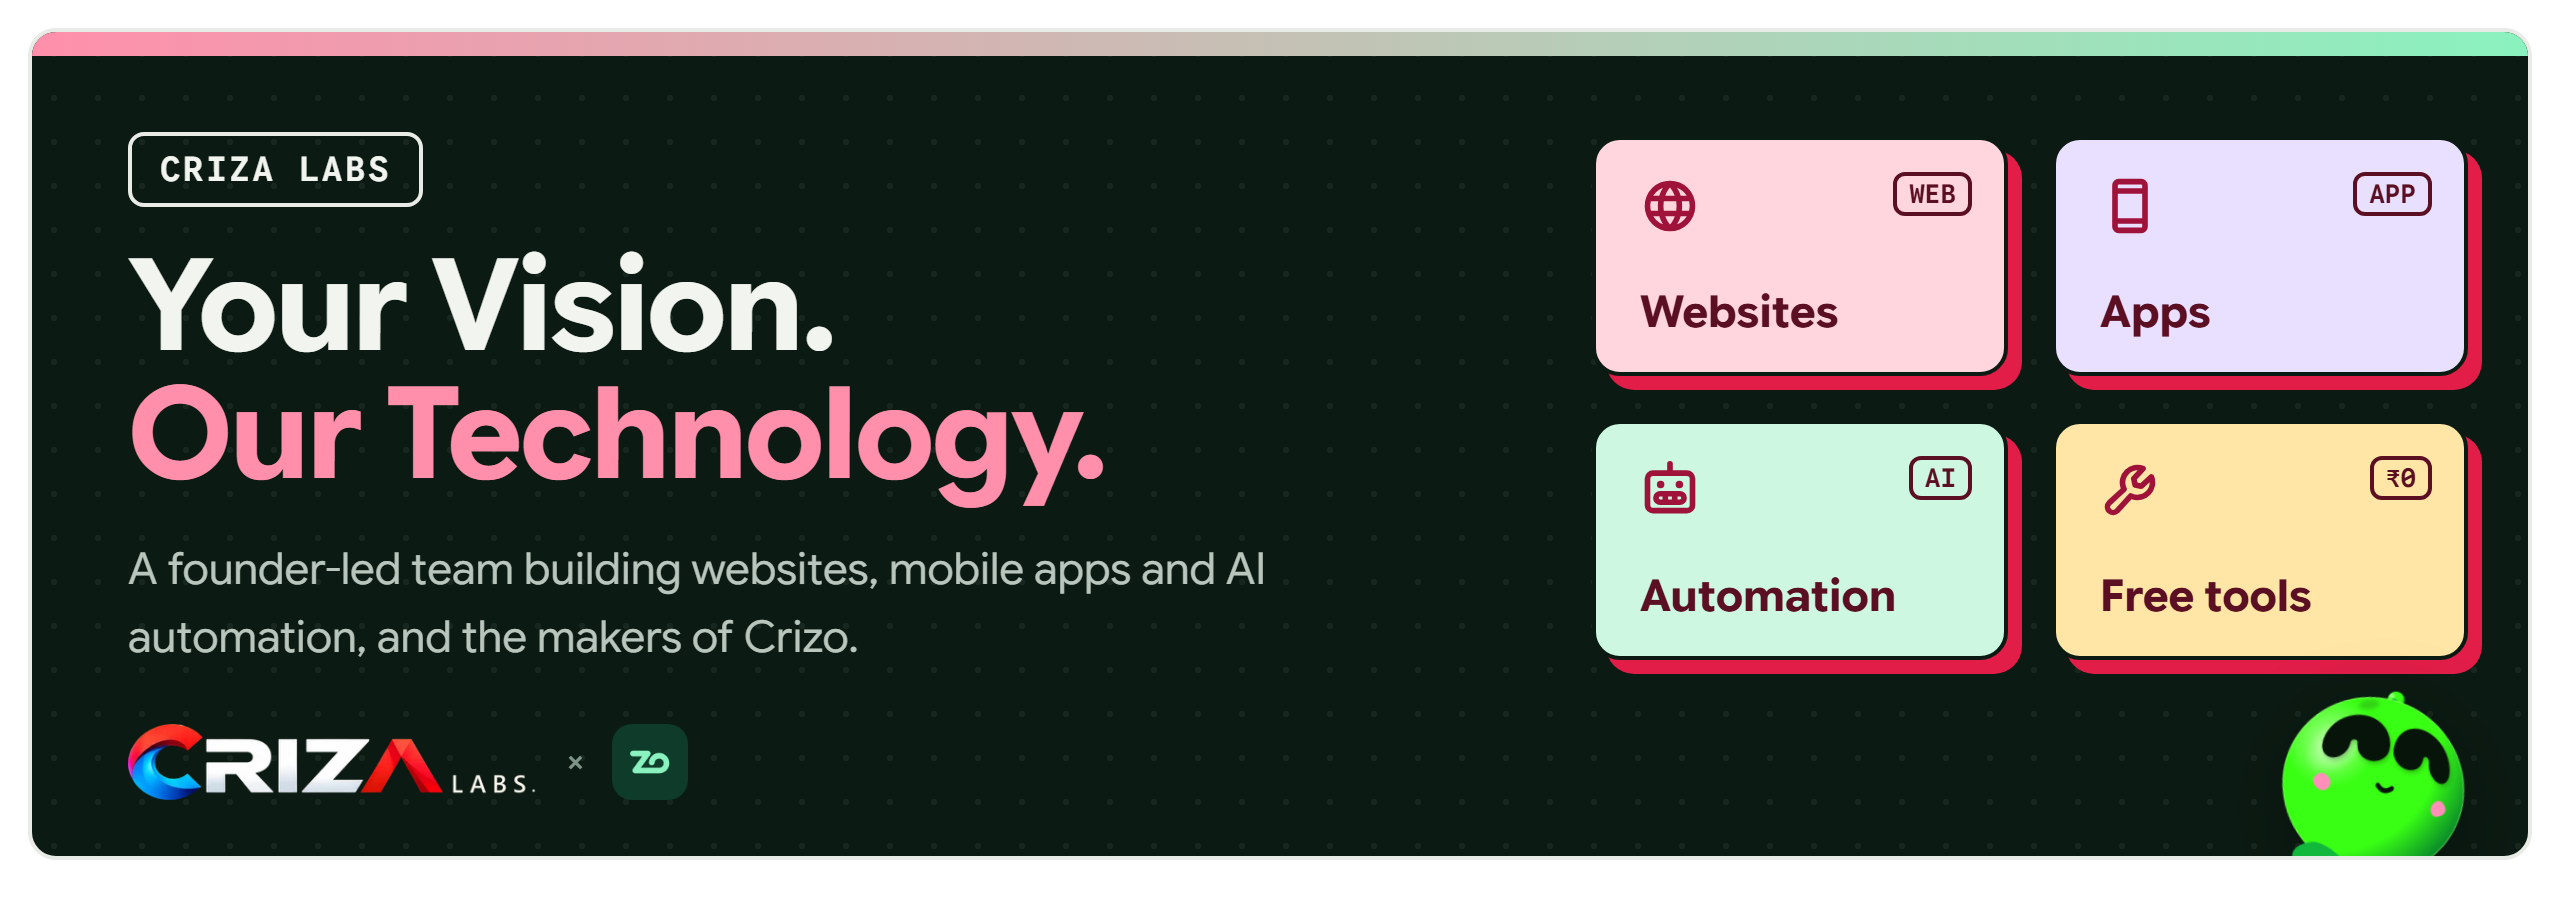 CRIZA LABS
Your Vision.
Our Technology.
A founder-led team building websites, mobile apps and AI
automation, and the makers of Crizo.
CRIZA LABS.
×
zo
WEB
Websites
APP
Apps
AI
Automation
₹0
Free tools